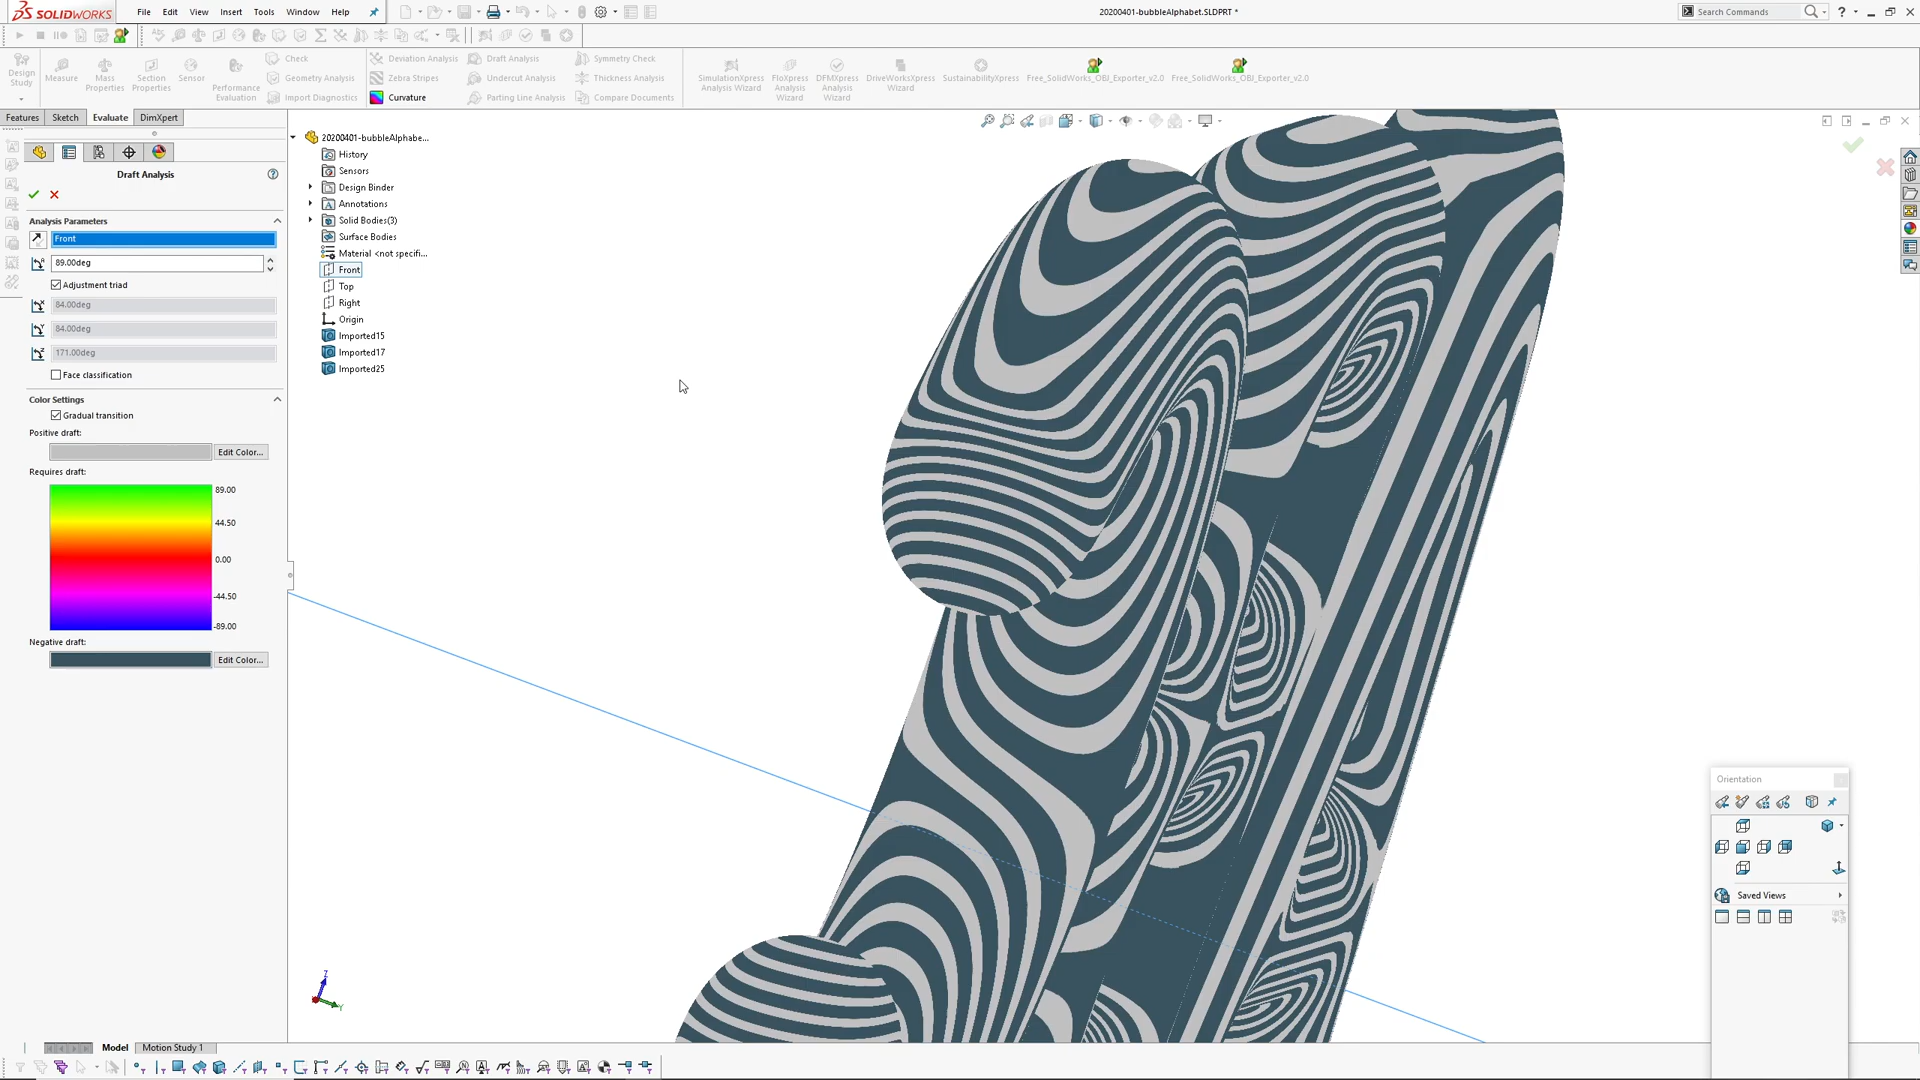 SOLIDWORKS
File Edit View Insert Tools Window Help
20200401-bubbleAlphabet.SLDPRT *
Search Commands
Design Study
Measure
Mass Properties
Section Properties
Sensor
Performance Evaluation
Check
Geometry Analysis
Import Diagnostics
Deviation Analysis
Zebra Stripes
Curvature
Draft Analysis
Undercut Analysis
Parting Line Analysis
Symmetry Check
Thickness Analysis
Compare Documents
SimulationXpress Analysis Wizard
FloXpress Analysis Wizard
DFMXpress Analysis Wizard
DriveWorksXpress Wizard
SustainabilityXpress
Free_SolidWorks_OBJ_Exporter_v2.0
Free_SolidWorks_OBJ_Exporter_v2.0
Features Sketch Evaluate DimXpert
Draft Analysis
Analysis Parameters
Front
89.00deg
Adjustment triad
84.00deg
84.00deg
171.00deg
Face classification
Color Settings
Gradual transition
Positive draft:
Edit Color...
Requires draft:
89.00
44.50
0.00
-44.50
-89.00
Negative draft:
Edit Color...
20200401-bubbleAlphabe...
History
Sensors
Design Binder
Annotations
Solid Bodies(3)
Surface Bodies
Material <not specifi...
Front
Top
Right
Origin
Imported15
Imported17
Imported25
Z
Y
Orientation
Saved Views
Model Motion Study 1